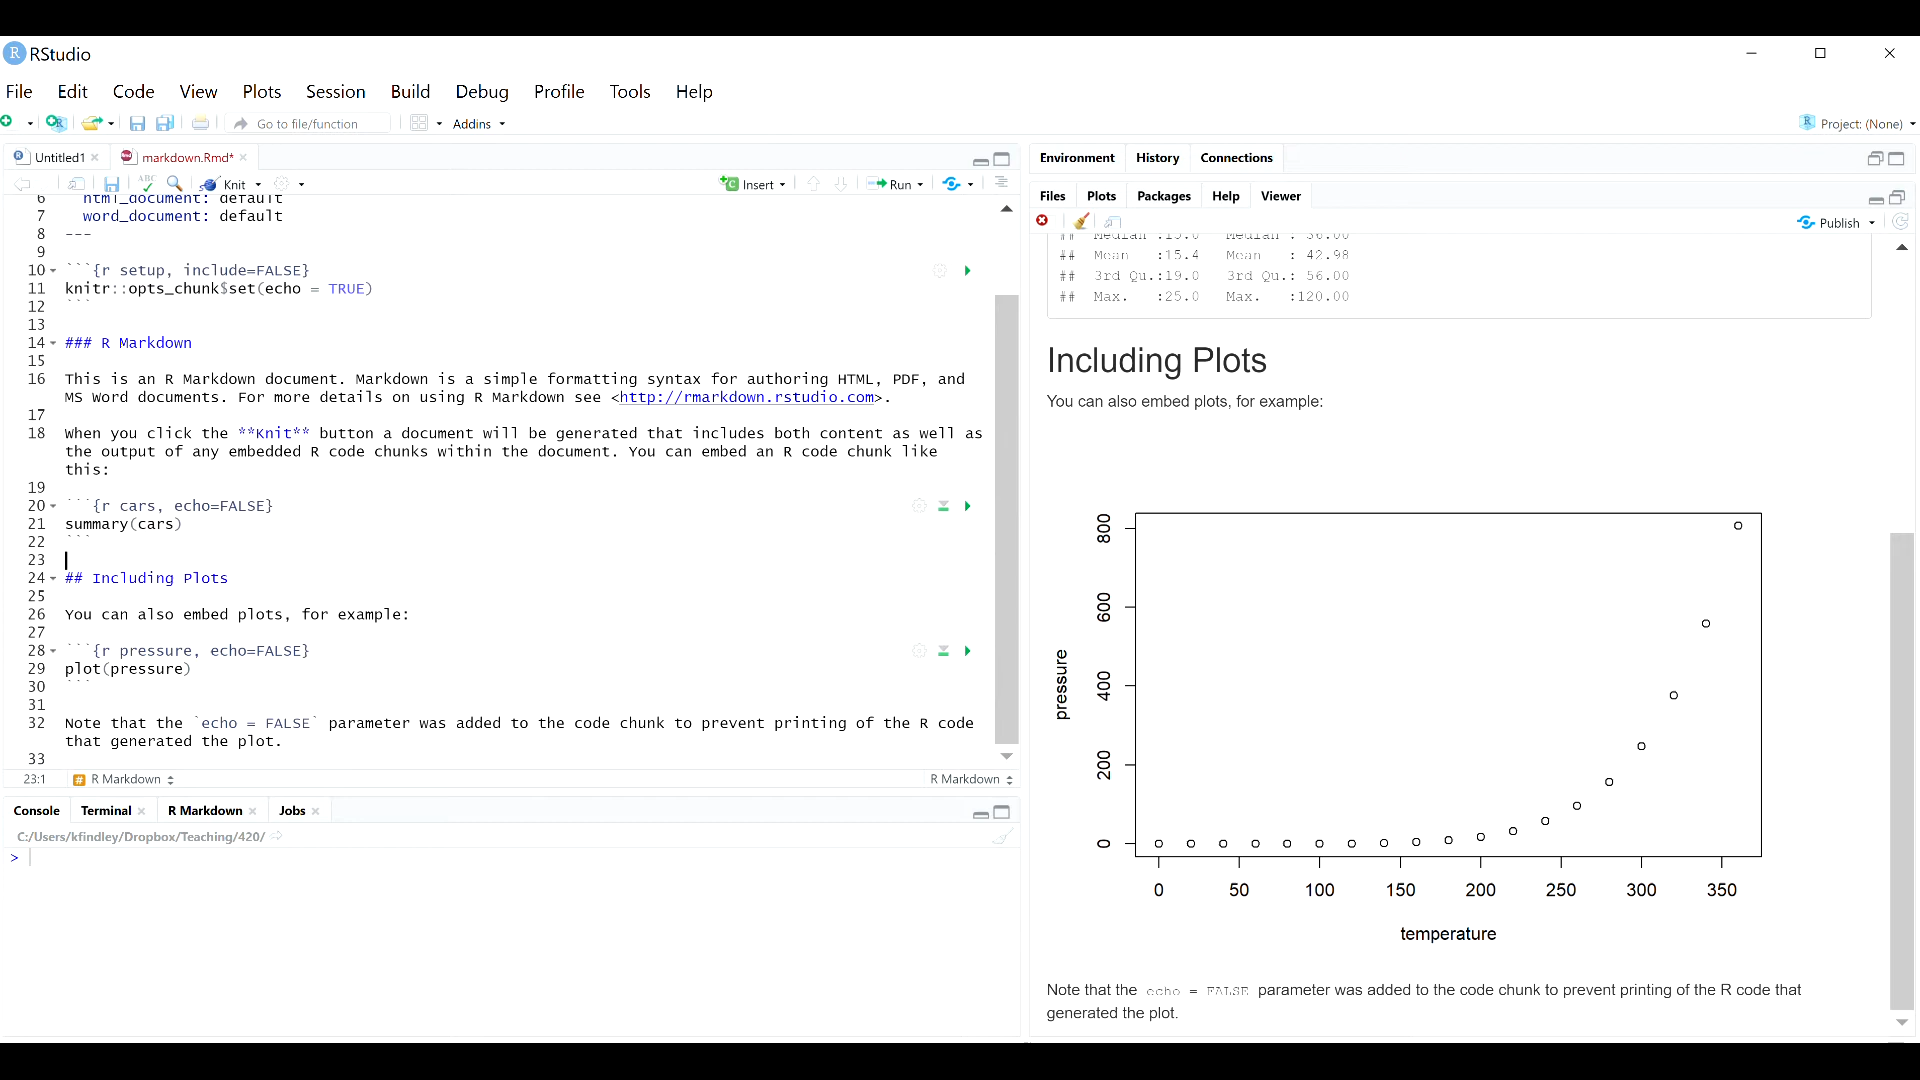 RStudio
File Edit Code View Plots Session Build Debug Profile Tools Help
Go to file/function Addins Project: (None)
Untitled1 markdown.Rmd*
ABC Knit Insert Run
6 html_document: default
7 word_document: default
8 ---
9
10 ```{r setup, include=FALSE}
11 knitr::opts_chunk$set(echo = TRUE)
12 ```
13
14 ### R Markdown
15
16 This is an R Markdown document. Markdown is a simple formatting syntax for authoring HTML, PDF, and
MS Word documents. For more details on using R Markdown see <http://rmarkdown.rstudio.com>.
17
18 When you click the **Knit** button a document will be generated that includes both content as well as
the output of any embedded R code chunks within the document. You can embed an R code chunk like
this:
19
20 ```{r cars, echo=FALSE}
21 summary(cars)
22 ```
23
24 ## Including Plots
25
26 You can also embed plots, for example:
27
28 ```{r pressure, echo=FALSE}
29 plot(pressure)
30 ```
31
32 Note that the `echo = FALSE` parameter was added to the code chunk to prevent printing of the R code
that generated the plot.
33
23:1 # R Markdown R Markdown
Console Terminal R Markdown Jobs
C:/Users/kfindley/Dropbox/Teaching/420/
>
Environment History Connections
Files Plots Packages Help Viewer
Publish
## Median :15.0 Median : 36.00
## Mean :15.4 Mean : 42.98
## 3rd Qu.:19.0 3rd Qu.: 56.00
## Max. :25.0 Max. :120.00
Including Plots
You can also embed plots, for example:
800
600
400
200
0
pressure
0 50 100 150 200 250 300 350
temperature
Note that the echo = FALSE parameter was added to the code chunk to prevent printing of the R code that
generated the plot.